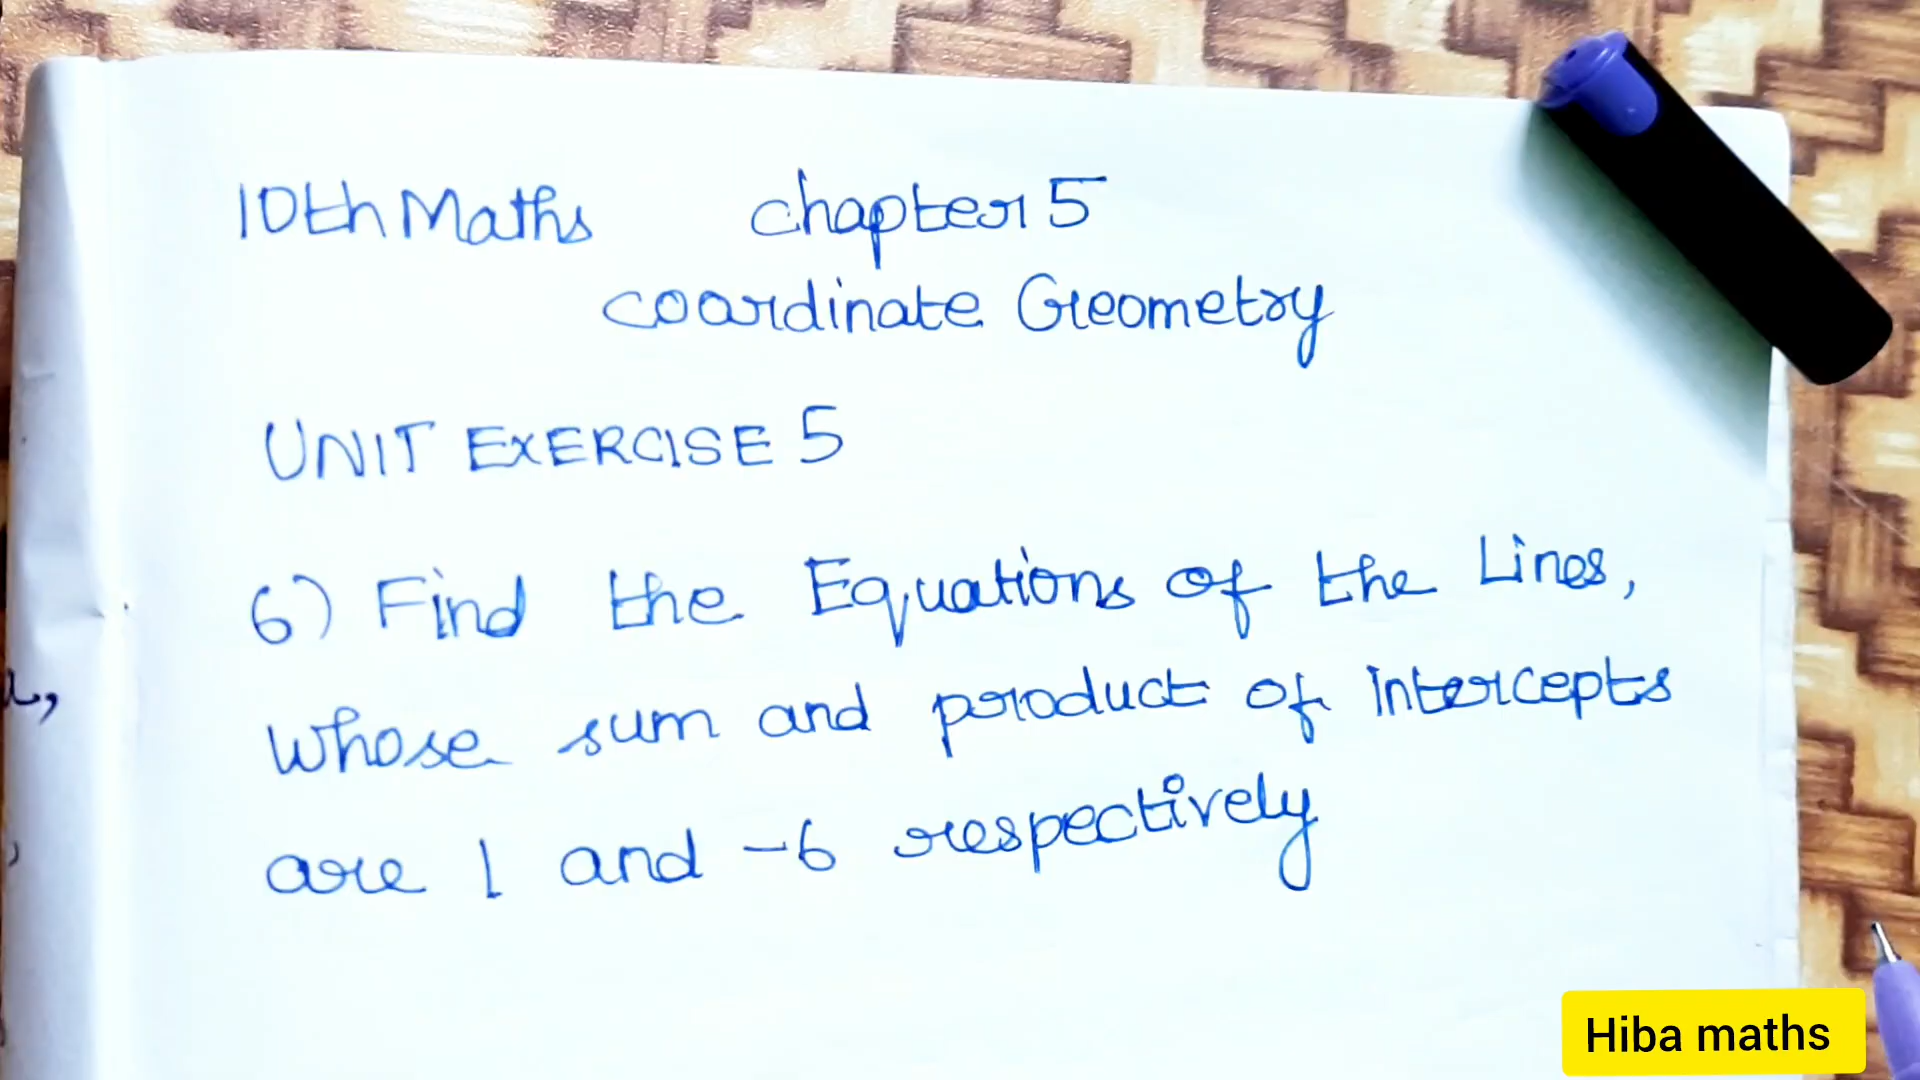 10th Maths chapter 5
coordinate Geometry
UNIT EXERCISE 5
6) Find the Equations of the Lines,
whose sum and product of intercepts
are 1 and -6 respectively
Hiba maths